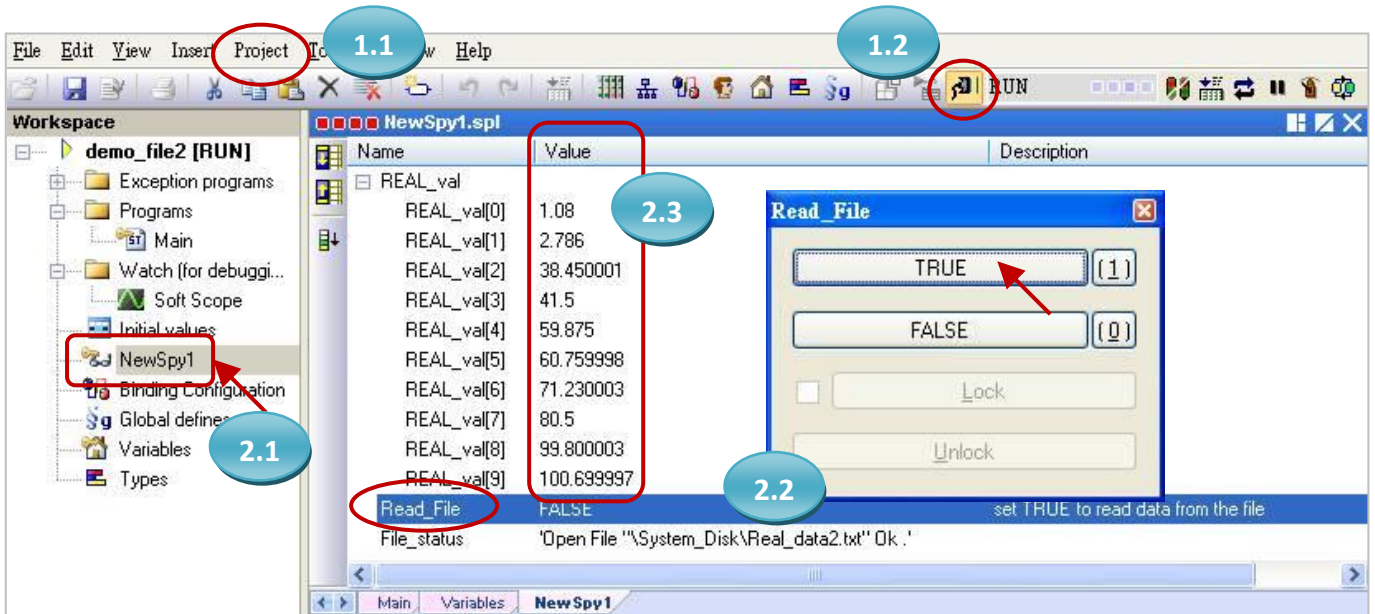 File Edit View Insert Project To 1.1 w Help 1.2
RUN
Workspace NewSpy1.spl
demo_file2 [RUN] Name Value Description
Exception programs REAL_val
Programs REAL_val[0] 1.08 2.3 Read_File
Main REAL_val[1] 2.786
Watch (for debuggi... REAL_val[2] 38.450001 TRUE (1)
Soft Scope REAL_val[3] 41.5
Initial values REAL_val[4] 59.875 FALSE (0)
NewSpy1 REAL_val[5] 60.759998
Binding Configuration REAL_val[6] 71.230003 Lock
Global defines REAL_val[7] 80.5
Variables 2.1 REAL_val[8] 99.800003 Unlock
Types REAL_val[9] 100.699997 2.2
Read_File FALSE set TRUE to read data from the file
File_status 'Open File "\System_Disk\Real_data2.txt" Ok .'
Main Variables NewSpy1